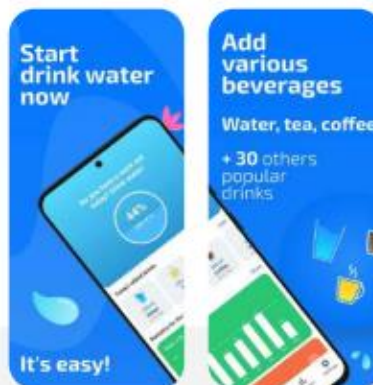 Start
drink water
now
44%
It's easy!
Add
various
beverages
Water, tea, coffee
+ 30 others
popular
drinks